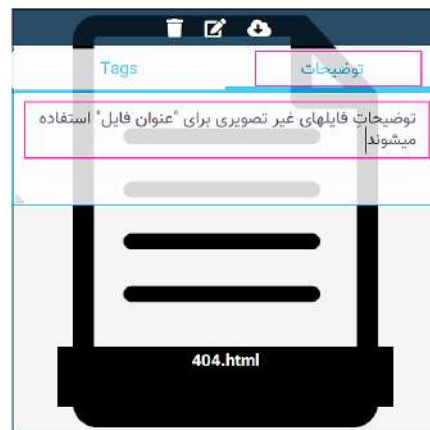 Tags
توضیحات
توضیحاتِ فایلهای غیر تصویری برای "عنوان فایل" استفاده
میشوند
404.html